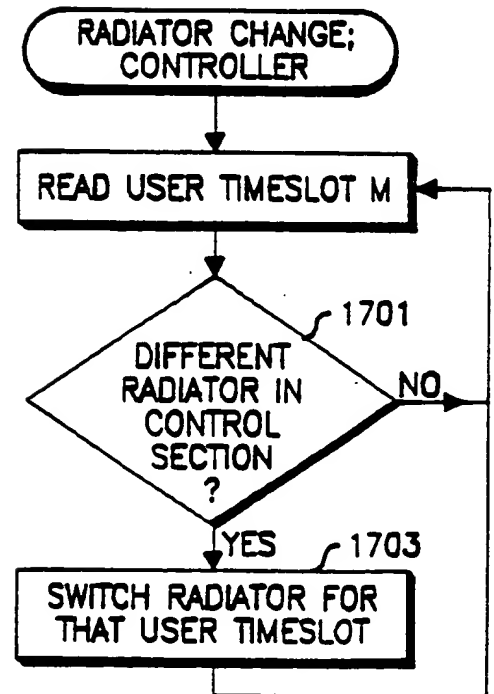 RADIATOR CHANGE;
CONTROLLER
READ USER TIMESLOT M
1701
DIFFERENT
RADIATOR IN
CONTROL
SECTION
?
NO
YES
1703
SWITCH RADIATOR FOR
THAT USER TIMESLOT